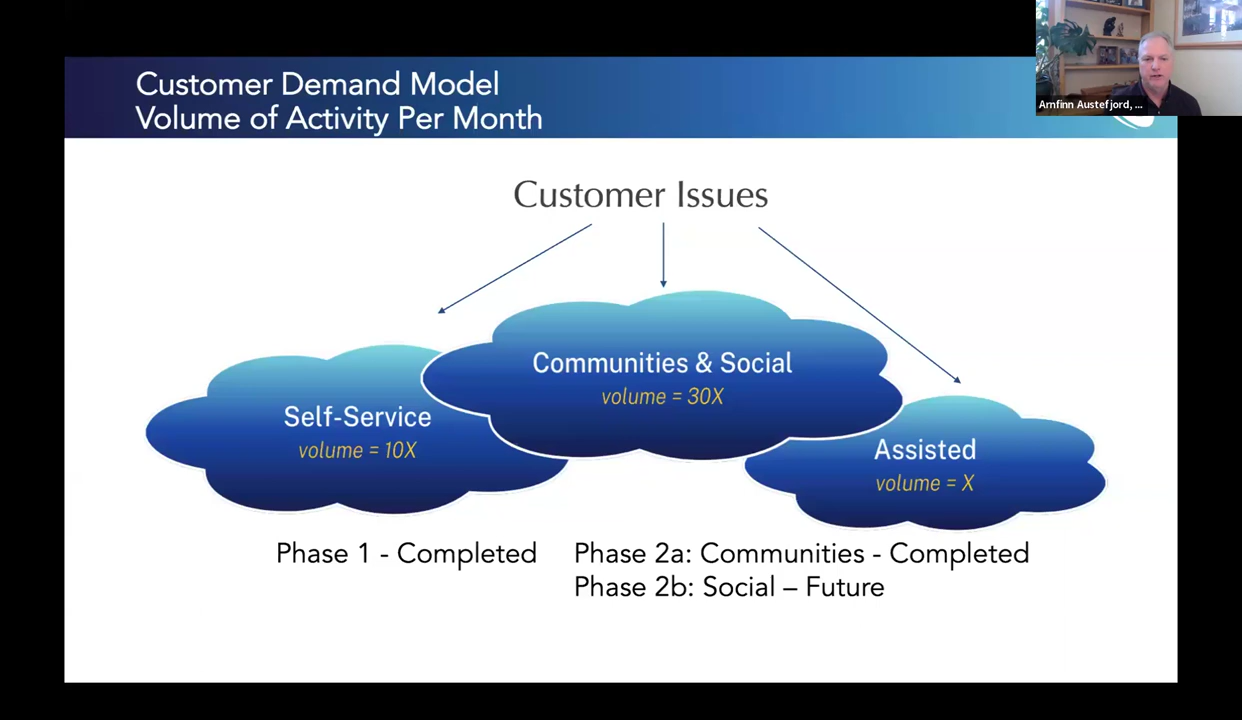 Customer Demand Model
Volume of Activity Per Month
Arnfinn Austefjord, ...
Customer Issues
Communities & Social
volume = 30X
Self-Service
volume = 10X
Assisted
volume = X
Phase 1 - Completed
Phase 2a: Communities - Completed
Phase 2b: Social – Future